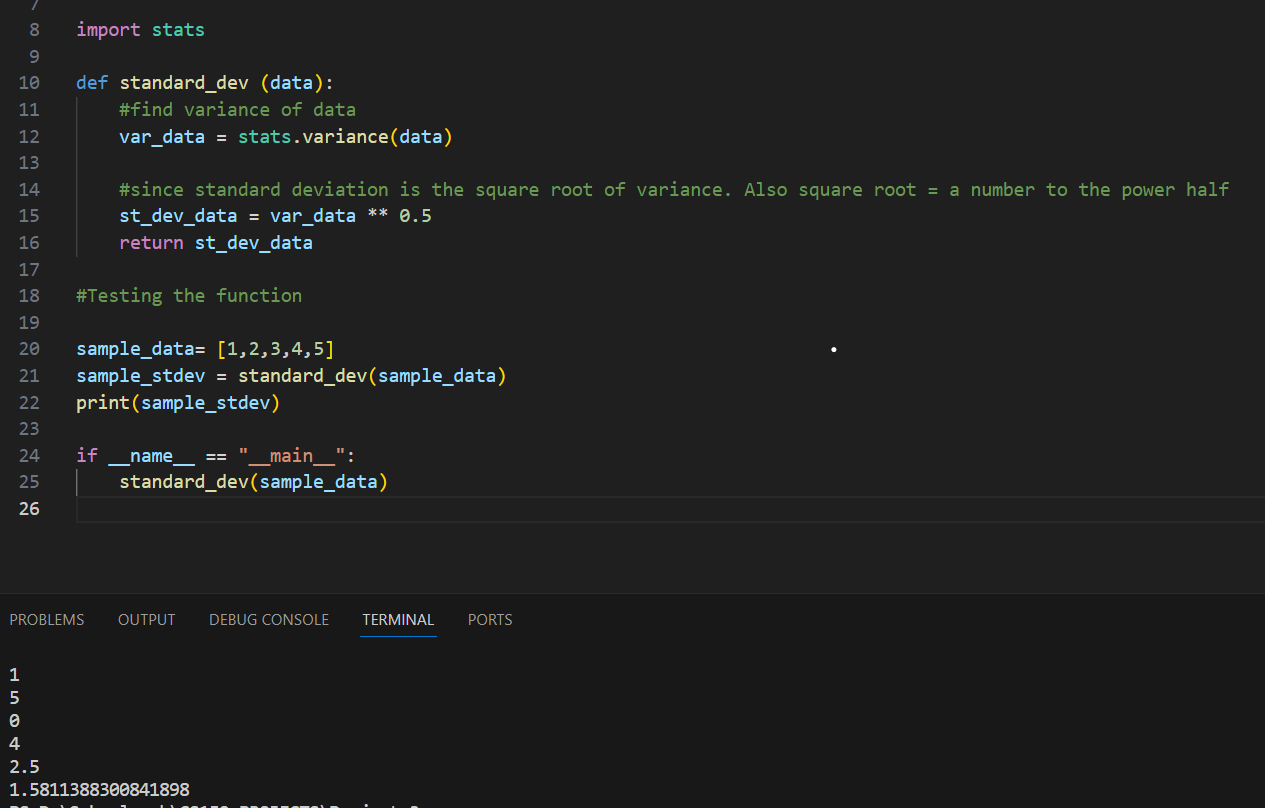 7
8 import stats
9
10 def standard_dev (data):
11 #find variance of data
12 var_data = stats.variance(data)
13
14 #since standard deviation is the square root of variance. Also square root = a number to the power half
15 st_dev_data = var_data ** 0.5
16 return st_dev_data
17
18 #Testing the function
19
20 sample_data= [1,2,3,4,5]
21 sample_stdev = standard_dev(sample_data)
22 print(sample_stdev)
23
24 if __name__ == "__main__":
25 standard_dev(sample_data)
26
PROBLEMS OUTPUT DEBUG CONSOLE TERMINAL PORTS
1
5
0
4
2.5
1.5811388300841898